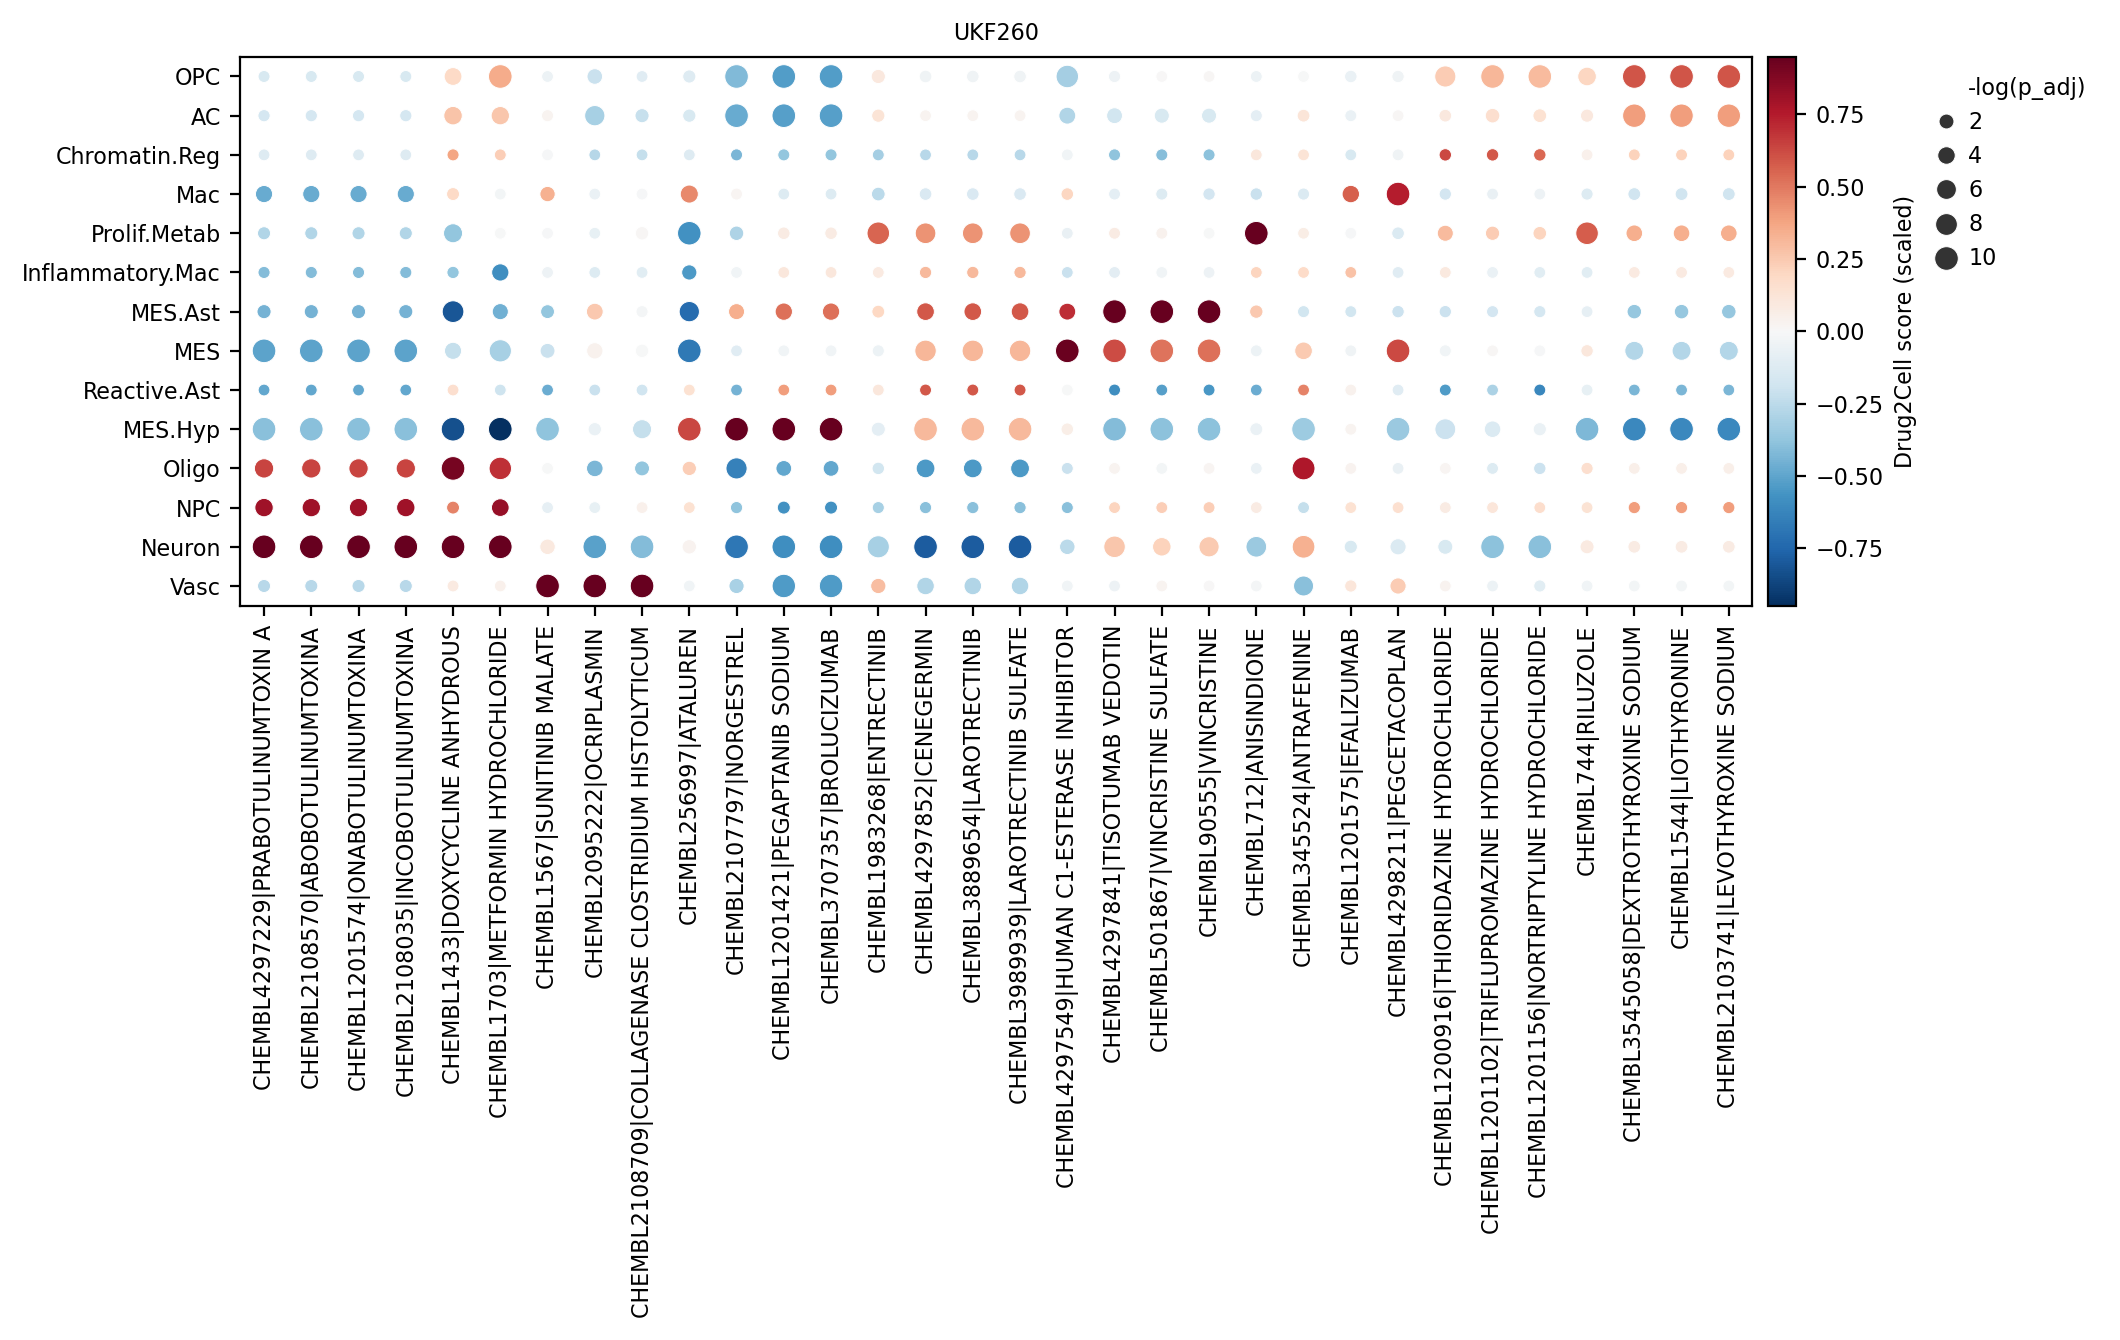 UKF260
OPC
AC
Chromatin.Reg
Mac
Prolif.Metab
Inflammatory.Mac
MES.Ast
MES
Reactive.Ast
MES.Hyp
Oligo
NPC
Neuron
Vasc
CHEMBL4297229|PRABOTULINUMTOXIN A
CHEMBL2108570|ABOBOTULINUMTOXINA
CHEMBL1201574|ONABOTULINUMTOXINA
CHEMBL2108035|INCOBOTULINUMTOXINA
CHEMBL1433|DOXYCYCLINE ANHYDROUS
CHEMBL1703|METFORMIN HYDROCHLORIDE
CHEMBL1567|SUNITINIB MALATE
CHEMBL2095222|OCRIPLASMIN
CHEMBL2108709|COLLAGENASE CLOSTRIDIUM HISTOLYTICUM
CHEMBL256997|ATALUREN
CHEMBL2107797|NORGESTREL
CHEMBL1201421|PEGAPTANIB SODIUM
CHEMBL3707357|BROLUCIZUMAB
CHEMBL1983268|ENTRECTINIB
CHEMBL4297852|CENEGERMIN
CHEMBL3889654|LAROTRECTINIB
CHEMBL3989939|LAROTRECTINIB SULFATE
CHEMBL4297549|HUMAN C1-ESTERASE INHIBITOR
CHEMBL4297841|TISOTUMAB VEDOTIN
CHEMBL501867|VINCRISTINE SULFATE
CHEMBL90555|VINCRISTINE
CHEMBL712|ANISINDIONE
CHEMBL345524|ANTRAFENINE
CHEMBL1201575|EFALIZUMAB
CHEMBL4298211|PEGCETACOPLAN
CHEMBL1200916|THIORIDAZINE HYDROCHLORIDE
CHEMBL1201102|TRIFLUPROMAZINE HYDROCHLORIDE
CHEMBL1201156|NORTRIPTYLINE HYDROCHLORIDE
CHEMBL744|RILUZOLE
CHEMBL3545058|DEXTROTHYROXINE SODIUM
CHEMBL1544|LIOTHYRONINE
CHEMBL2103741|LEVOTHYROXINE SODIUM
0.75
0.50
0.25
0.00
−0.25
−0.50
−0.75
Drug2Cell score (scaled)
-log(p_adj)
2
4
6
8
10